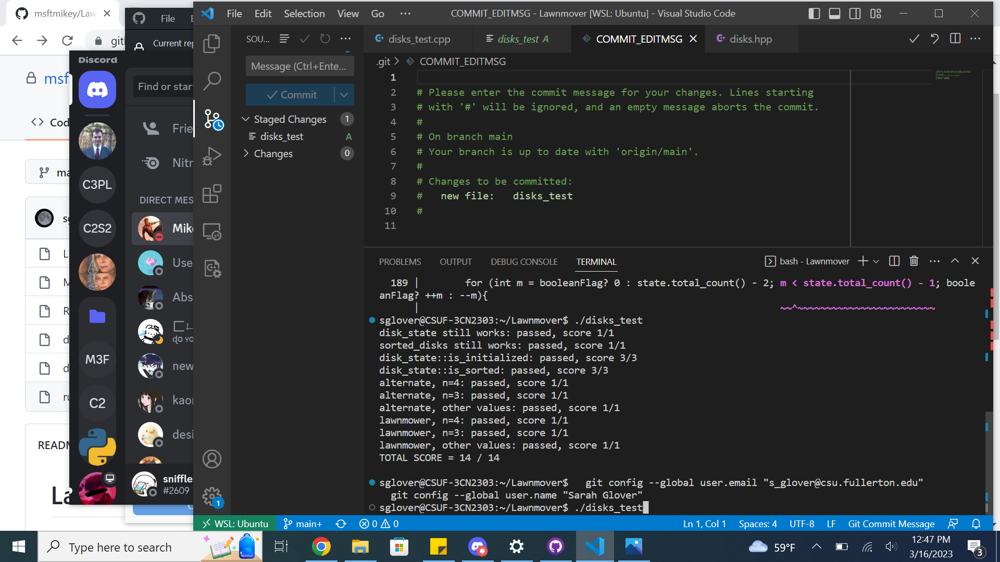 msftmikey/Law
File
E
git
Current rep
msf
Cod
ma
sg
L
M
R
d
d
ru
READM
La
Discord
C3PL
C2S2
M3F
C2
Find or star
Frie
Nitr
DIRECT MES
Mike
Use
Abs
new
kaor
desi
sniffle
#2609
File Edit Selection View Go ···
COMMIT_EDITMSG - Lawnmover [WSL: Ubuntu] - Visual Studio Code
SOU...
Message (Ctrl+Ente...
Commit
Staged Changes 1
disks_test A
Changes 0
disks_test.cpp
disks_test A
COMMIT_EDITMSG
disks.hpp
.git > COMMIT_EDITMSG
1
2 # Please enter the commit message for your changes. Lines starting
3 # with '#' will be ignored, and an empty message aborts the commit.
4 #
5 # On branch main
6 # Your branch is up to date with 'origin/main'.
7 #
8 # Changes to be committed:
9 # new file: disks_test
10 #
11
PROBLEMS OUTPUT DEBUG CONSOLE TERMINAL
bash - Lawnmover
189 | for (int m = booleanFlag? 0 : state.total_count() - 2; m < state.total_count() - 1; boole
anFlag? ++m : --m){
| ~~^~~~~~~~~~~~~~~~~~~~~~~~~
sglover@CSUF-3CN2303:~/Lawnmover$ ./disks_test
disk_state still works: passed, score 1/1
sorted_disks still works: passed, score 1/1
disk_state::is_initialized: passed, score 3/3
disk_state::is_sorted: passed, score 3/3
alternate, n=4: passed, score 1/1
alternate, n=3: passed, score 1/1
alternate, other values: passed, score 1/1
lawnmower, n=4: passed, score 1/1
lawnmower, n=3: passed, score 1/1
lawnmower, other values: passed, score 1/1
TOTAL SCORE = 14 / 14
sglover@CSUF-3CN2303:~/Lawnmover$ git config --global user.email "s_glover@csu.fullerton.edu"
git config --global user.name "Sarah Glover"
sglover@CSUF-3CN2303:~/Lawnmover$ ./disks_test
1
WSL: Ubuntu main+ 0 0
Ln 1, Col 1 Spaces: 4 UTF-8 LF Git Commit Message
Type here to search
59°F
12:47 PM
3/16/2023
3